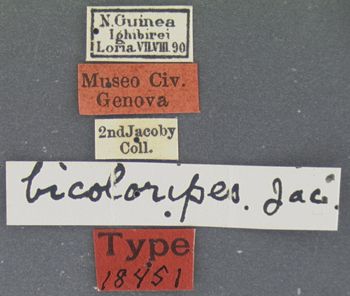 N. Guinea
Ighibirei
Loria VII.VIII 90
Museo Civ.
Genova
2nd Jacoby
Coll.
bicoloripes. Jac.
Type
18451